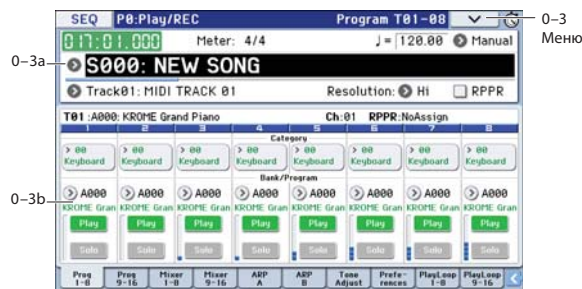 SEQ P0:Play/REC Program T01-08
0–3
Меню
017:01.000 Meter: 4/4 ♩= 120.00 Manual
0–3a
S000: NEW SONG
Track01: MIDI TRACK 01 Resolution: Hi RPPR
T01 :A000: KROME Grand Piano Ch:01 RPPR:NoAssign
1 2 3 4 5 6 7 8
Category
> 00 > 00 > 00 > 00 > 00 > 00 > 00 > 00
Keyboard Keyboard Keyboard Keyboard Keyboard Keyboard Keyboard Keyboard
Bank/Program
0–3b
A000 A000 A000 A000 A000 A000 A000 A000
KROME Gran KROME Gran KROME Gran KROME Gran KROME Gran KROME Gran KROME Gran KROME Gran
Play Play Play Play Play Play Play Play
Solo Solo Solo Solo Solo Solo Solo Solo
Prog 1-8 Prog 9-16 Mixer 1-8 Mixer 9-16 ARP A ARP B Tone Adjust Prefe-rences PlayLoop 1-8 PlayLoop 9-16